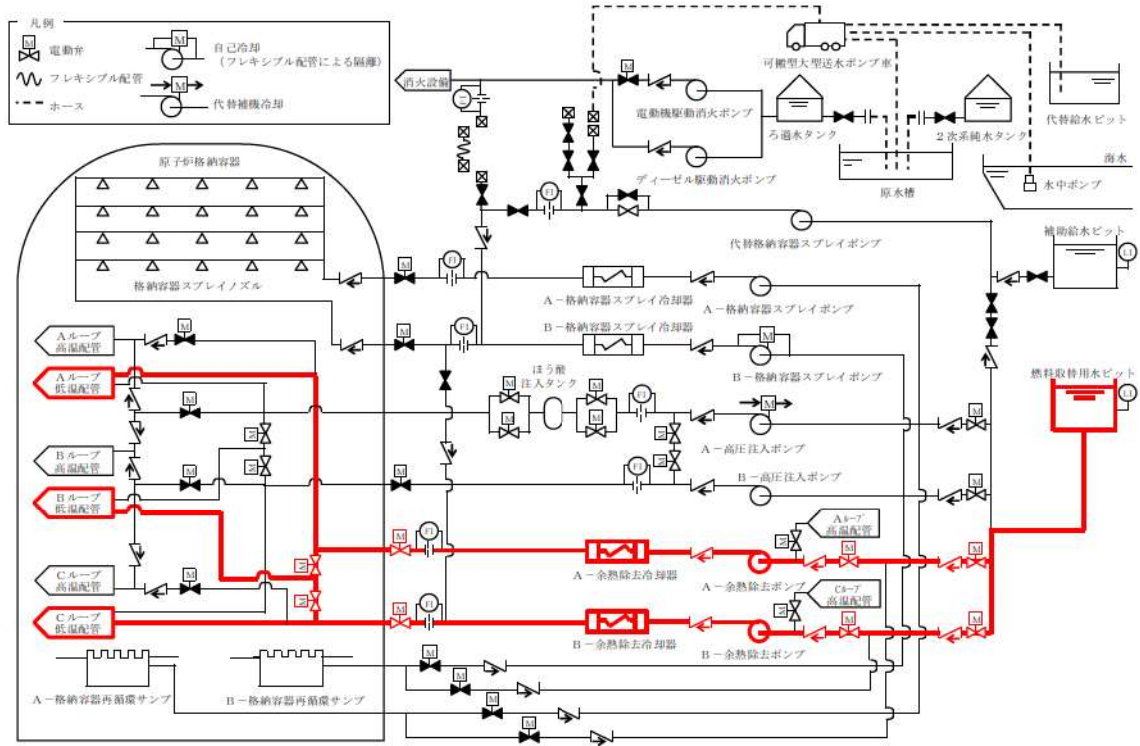 凡例
M
電動弁
フレキシブル配管
ホース
M
自己冷却
(フレキシブル配管による隔離)
M
代替補機冷却
消火設備
M
電動機駆動消火ポンプ
ディーゼル駆動消火ポンプ
可搬型大型送水ポンプ車
ろ過水タンク
2次系純水タンク
原水槽
代替給水ピット
海水
水中ポンプ
補助給水ピット
LI
原子炉格納容器
格納容器スプレイノズル
FI
代替格納容器スプレイポンプ
M
FI
A-格納容器スプレイ冷却器
A-格納容器スプレイポンプ
M
FI
B-格納容器スプレイ冷却器
M
B-格納容器スプレイポンプ
燃料取替用水ピット
LI
Aループ
高温配管
M
Aループ
低温配管
M
ほう酸
注入タンク
M
M
M
M
FI
M
A-高圧注入ポンプ
M
M
M
M
M
Bループ
高温配管
M
M
FI
B-高圧注入ポンプ
M
Bループ
低温配管
M
FI
A-余熱除去冷却器
A-余熱除去ポンプ
M
Aループ
高温配管
M
M
M
Cループ
高温配管
M
M
Cループ
低温配管
M
FI
B-余熱除去冷却器
B-余熱除去ポンプ
M
Cループ
高温配管
M
M
A-格納容器再循環サンプ
B-格納容器再循環サンプ
M
M
M
M